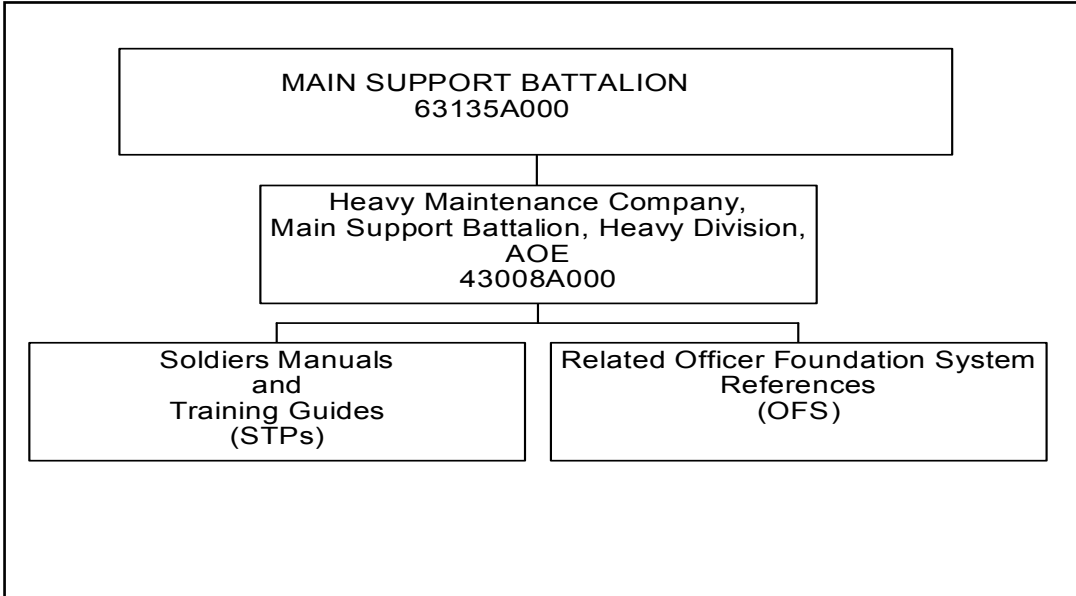 MAIN SUPPORT BATTALION
63135A000
Heavy Maintenance Company,
Main Support Battalion, Heavy Division,
AOE
43008A000
Soldiers Manuals
and
Training Guides
(STPs)
Related Officer Foundation System
References
(OFS)